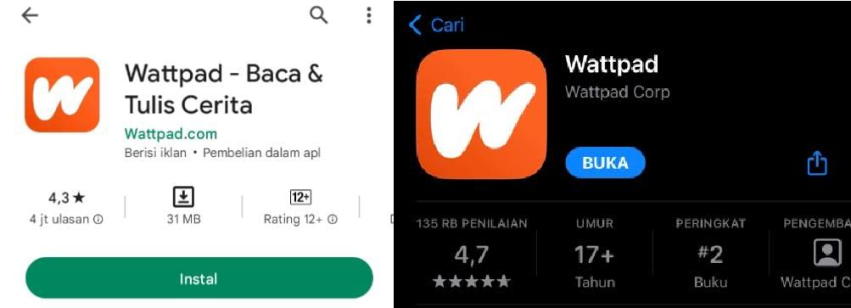 Wattpad - Baca &
Tulis Cerita
Wattpad.com
Berisi iklan • Pembelian dalam apl
4,3★
4 jt ulasan
31 MB
12+
Rating 12+
Instal
Cari
Wattpad
Wattpad Corp
BUKA
135 RB PENILAIAN
4,7
UMUR
17+
Tahun
PERINGKAT
#2
Buku
PENGEMBA
Wattpad C